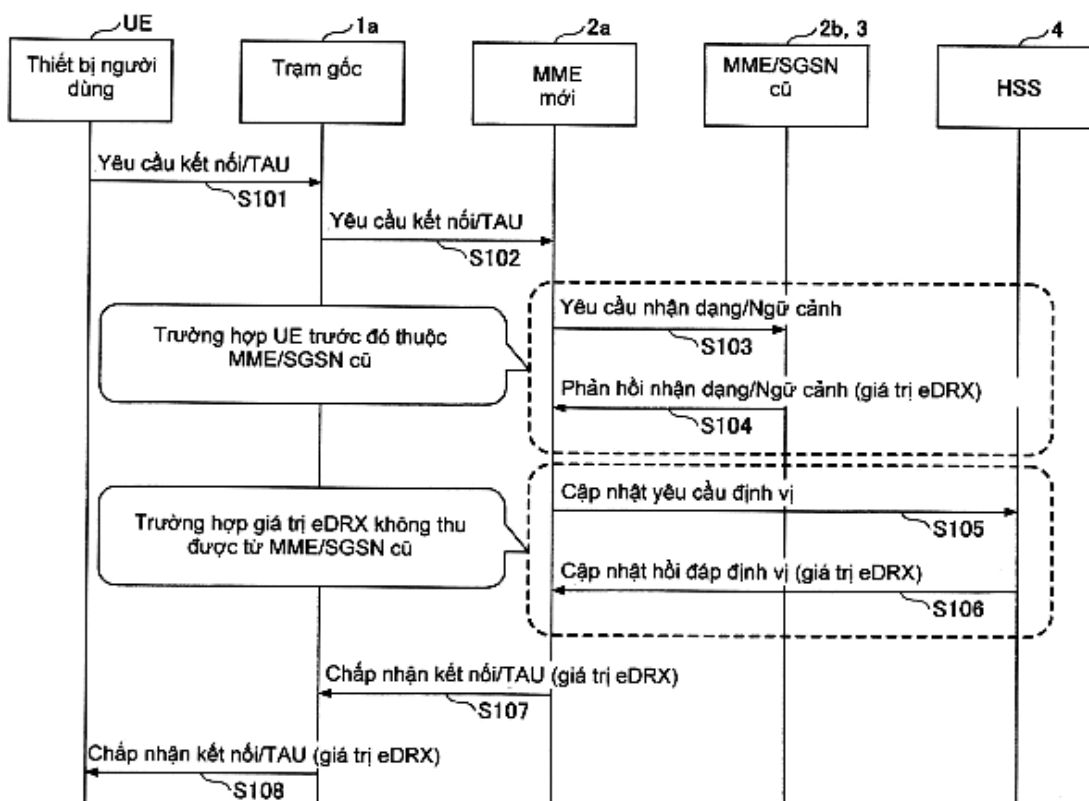 UE
1a
2a
2b, 3
4
Thiết bị người
dùng
Trạm gốc
MME
mới
MME/SGSN
cũ
HSS
Yêu cầu kết nối/TAU
S101
Yêu cầu kết nối/TAU
S102
Trường hợp UE trước đó thuộc
MME/SGSN cũ
Yêu cầu nhận dạng/Ngữ cảnh
S103
Phản hồi nhận dạng/Ngữ cảnh (giá trị eDRX)
S104
Trường hợp giá trị eDRX không thu
được từ MME/SGSN cũ
Cập nhật yêu cầu định vị
S105
Cập nhật hồi đáp định vị (giá trị eDRX)
S106
Chấp nhận kết nối/TAU (giá trị eDRX)
S107
Chấp nhận kết nối/TAU (giá trị eDRX)
S108